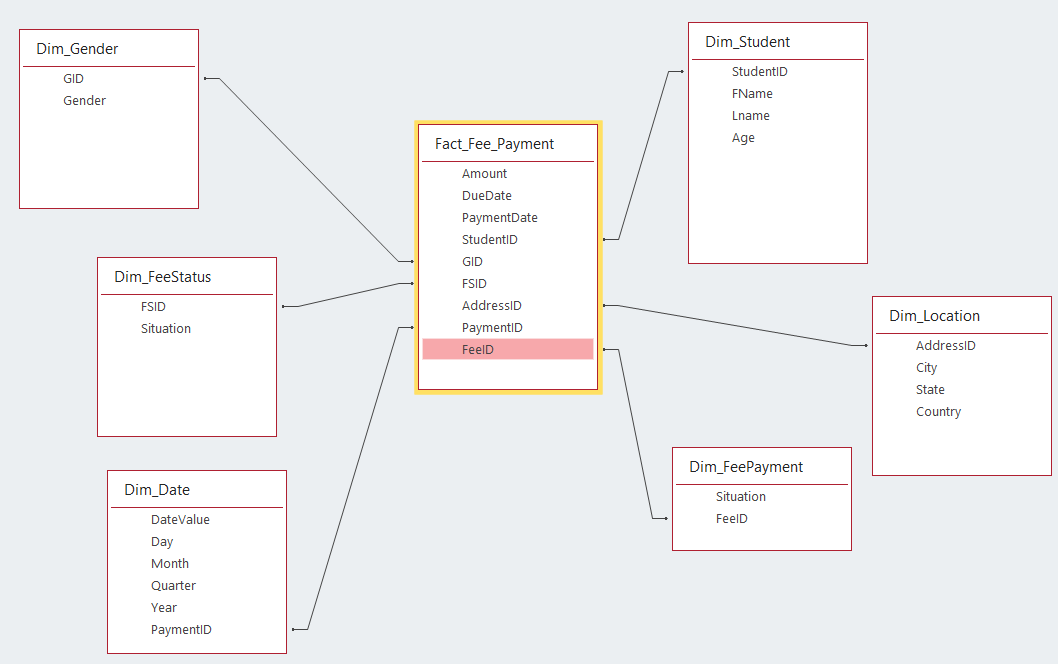 Dim_Gender
GID
Gender
Dim_FeeStatus
FSID
Situation
Dim_Date
DateValue
Day
Month
Quarter
Year
PaymentID
Fact_Fee_Payment
Amount
DueDate
PaymentDate
StudentID
GID
FSID
AddressID
PaymentID
FeeID
Dim_Student
StudentID
FName
Lname
Age
Dim_Location
AddressID
City
State
Country
Dim_FeePayment
Situation
FeeID